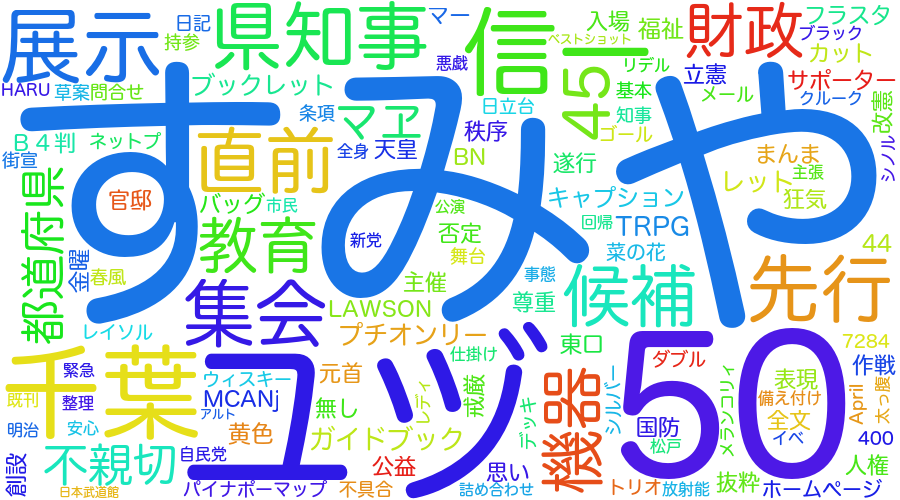 展示
日記
持参
県知事
マー
信一
入場
福祉
財政
フラスタ
ブラック
ベストショット
カット
HARU
草案
問合せ
ブックレット
悪戯
リデル
立憲
サポーター
クルーク
すみや
45
基本
メール
改憲
B4判
ネットプ
条項
マヱ
日立台
知事
ゴール
街宣
直前
全身
天皇
秩序
BN
遂行
まんま
主張
シノル
都道府県
官邸
バッグ
市民
公演
キャプション
レット
狂気
教育
新党
否定
回帰
TRPG
菜の花
44
金曜
春風
舞台
事態
集会
主催
尊重
候補
先行
レイソル
LAWSON
プチオンリー
千葉
ユヅ
仕掛け
東口
50
7284
緊急
ウィスキー
元首
ダブル
作戦
既刊
整理
MCANj
レディ
戒厳
機器
シルバー
メランコリィ
表現
備え付け
April
太っ腹
明治
安心
アルト
無し
黄色
ガイドブック
デッキ
国防
松戸
全文
イベ
400
不親切
自民党
公益
思い
人権
創設
日本武道館
パイナポーマップ
不具合
詰め合わせ
トリオ
放射能
抜粋
ホームページ